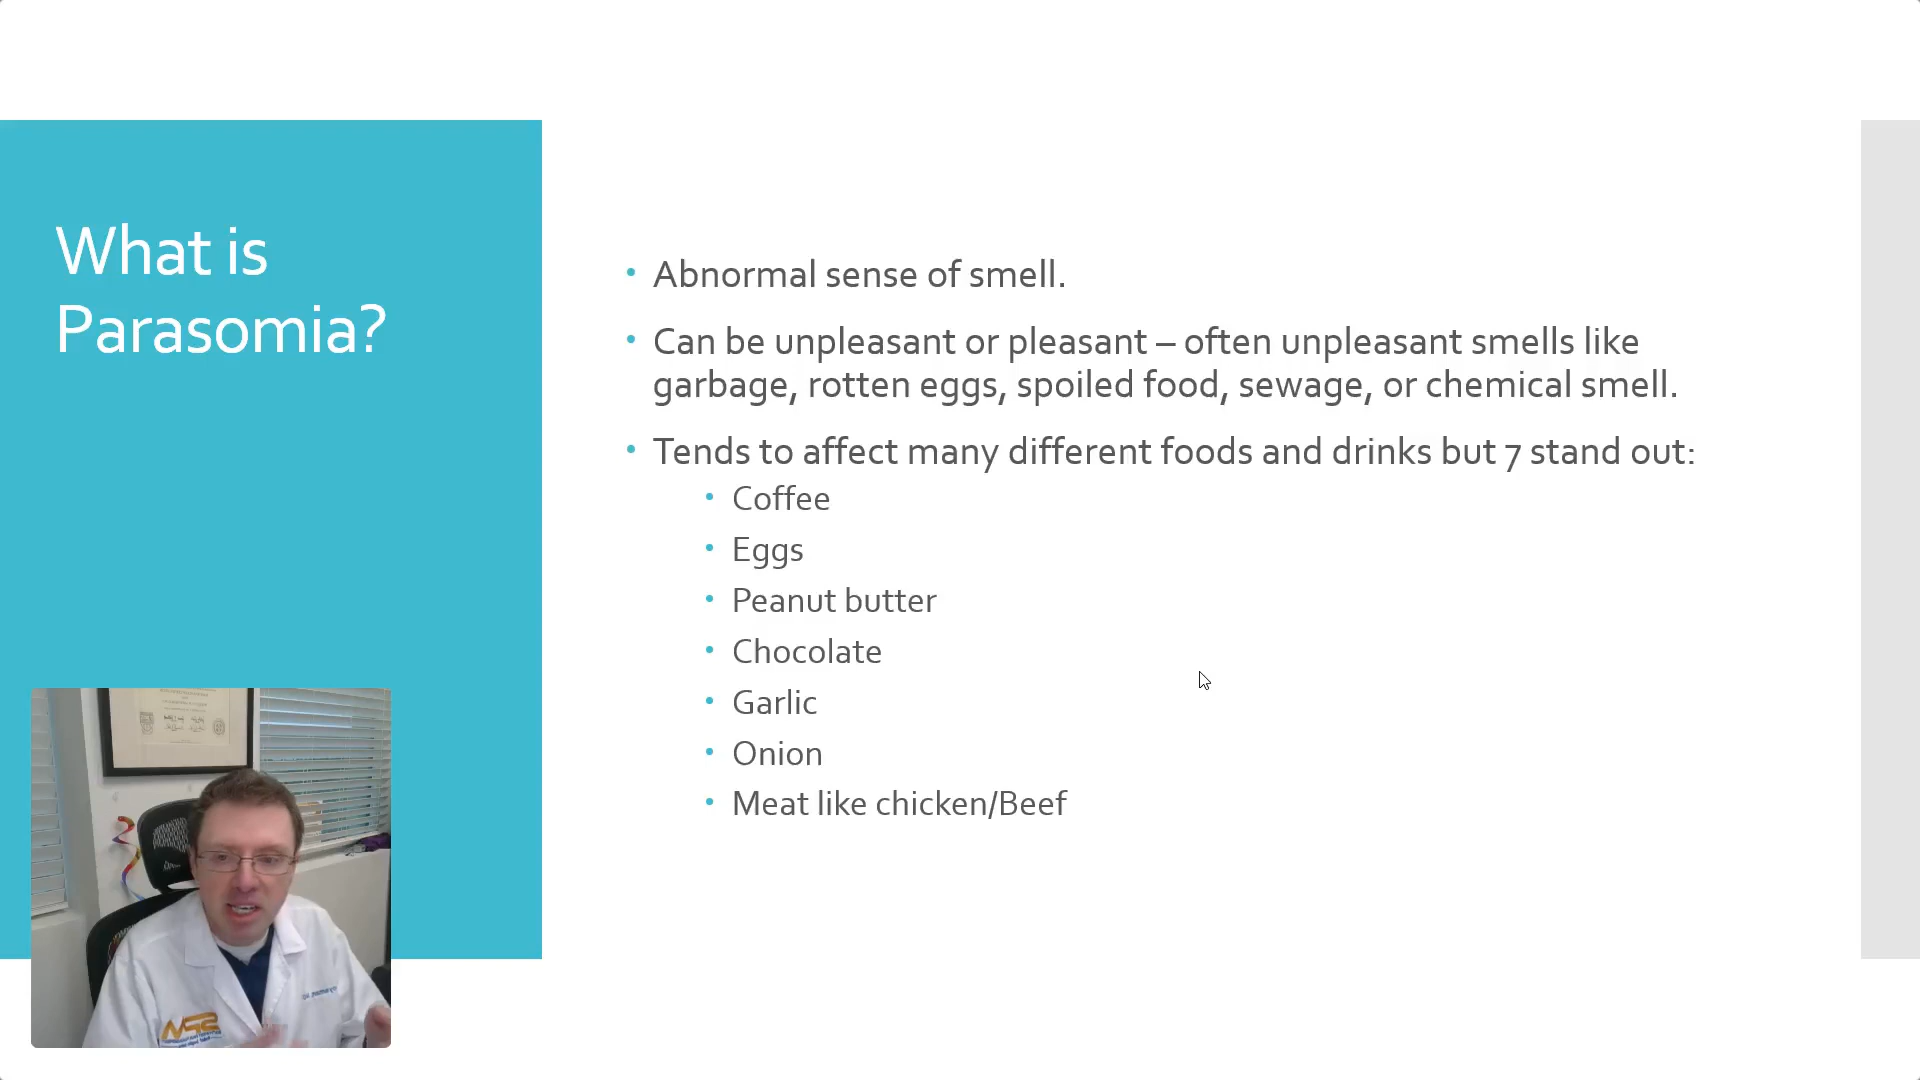 What is
Parasomia?
• Abnormal sense of smell.
• Can be unpleasant or pleasant – often unpleasant smells like
garbage, rotten eggs, spoiled food, sewage, or chemical smell.
• Tends to affect many different foods and drinks but 7 stand out:
• Coffee
• Eggs
• Peanut butter
• Chocolate
• Garlic
• Onion
• Meat like chicken/Beef